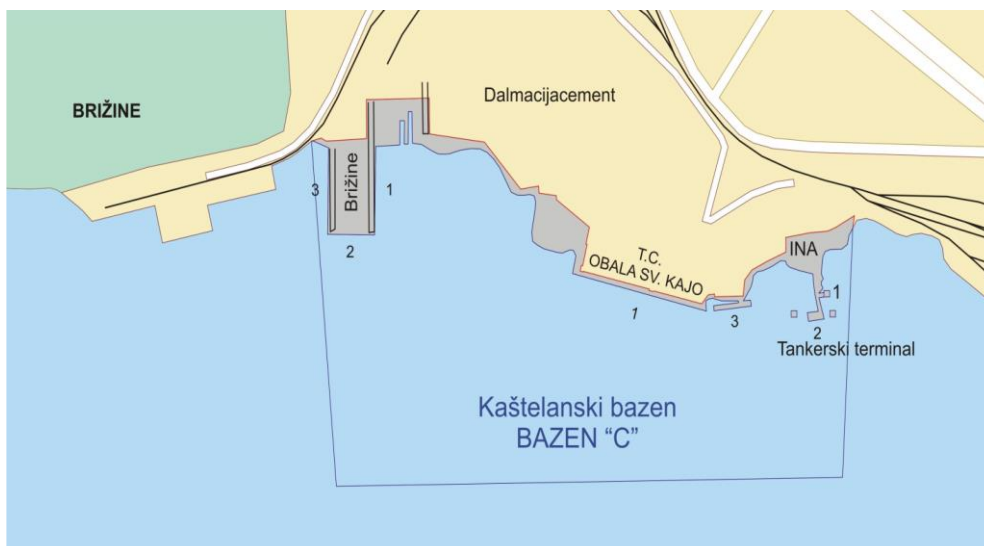 BRIŽINE
Dalmacijacement
3
Brižine
1
2
INA
T.C.
OBALA SV. KAJO
1
3
1
2
Tankerski terminal
Kaštelanski bazen
BAZEN “C”